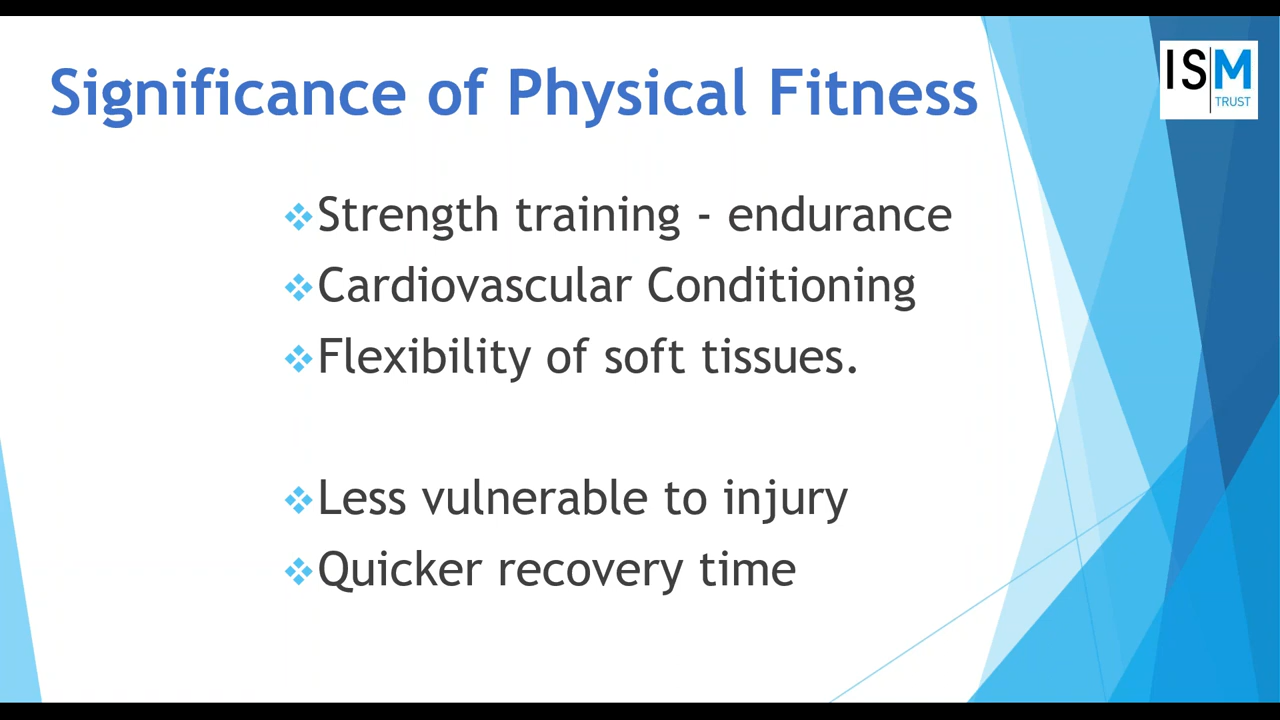 Significance of Physical Fitness
ISM
TRUST
Strength training - endurance
Cardiovascular Conditioning
Flexibility of soft tissues.
Less vulnerable to injury
Quicker recovery time